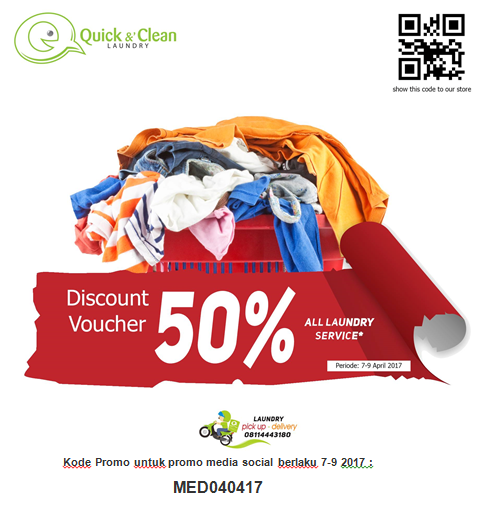 Quick & Clean
LAUNDRY
show this code to our store
Discount
Voucher
50%
ALL LAUNDRY
SERVICE*
Periode: 7-9 April 2017
LAUNDRY
pick up - delivery
08114443180
Kode Promo untuk promo media social berlaku 7-9 2017 :
MED040417